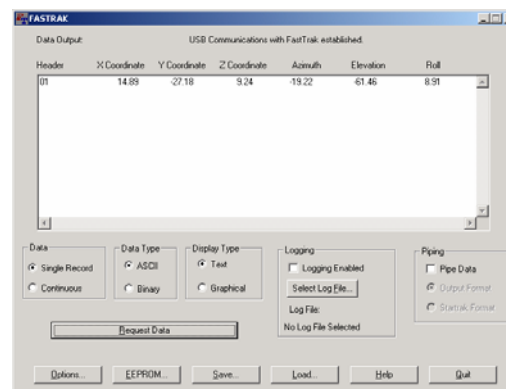 FASTRAK
Data Output: USB Communications with FastTrak established.
Header X Coordinate Y Coordinate Z Coordinate Azimuth Elevation Roll
01 14.89 -27.18 9.24 -19.22 -61.46 8.91
Data
Single Record
Continuous
Data Type
ASCII
Binary
Display Type
Text
Graphical
Logging
Logging Enabled
Select Log File...
Log File:
No Log File Selected
Piping
Pipe Data
Output Format
Startrak Format
Request Data
Options... EEPROM... Save... Load... Help Quit